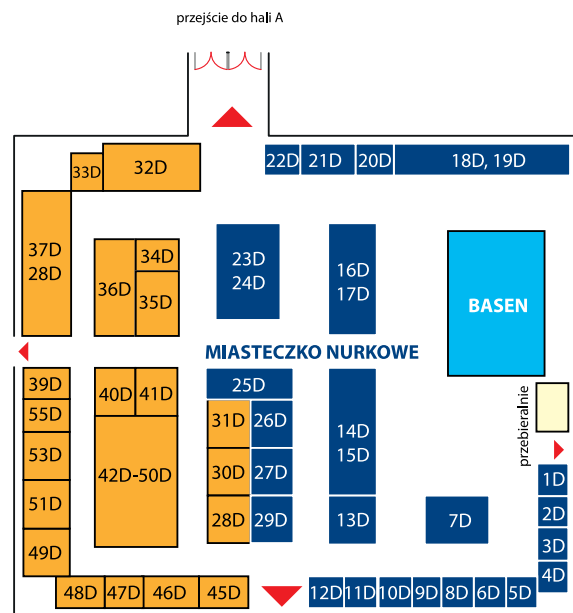 przejście do hali A
33D
32D
22D
21D
20D
18D, 19D
37D
28D
36D
34D
35D
23D
24D
16D
17D
BASEN
MIASTECZKO NURKOWE
39D
55D
53D
51D
49D
40D
41D
42D-50D
25D
31D
26D
30D
27D
28D
29D
14D
15D
13D
7D
przebieralnie
1D
2D
3D
4D
48D
47D
46D
45D
12D
11D
10D
9D
8D
6D
5D